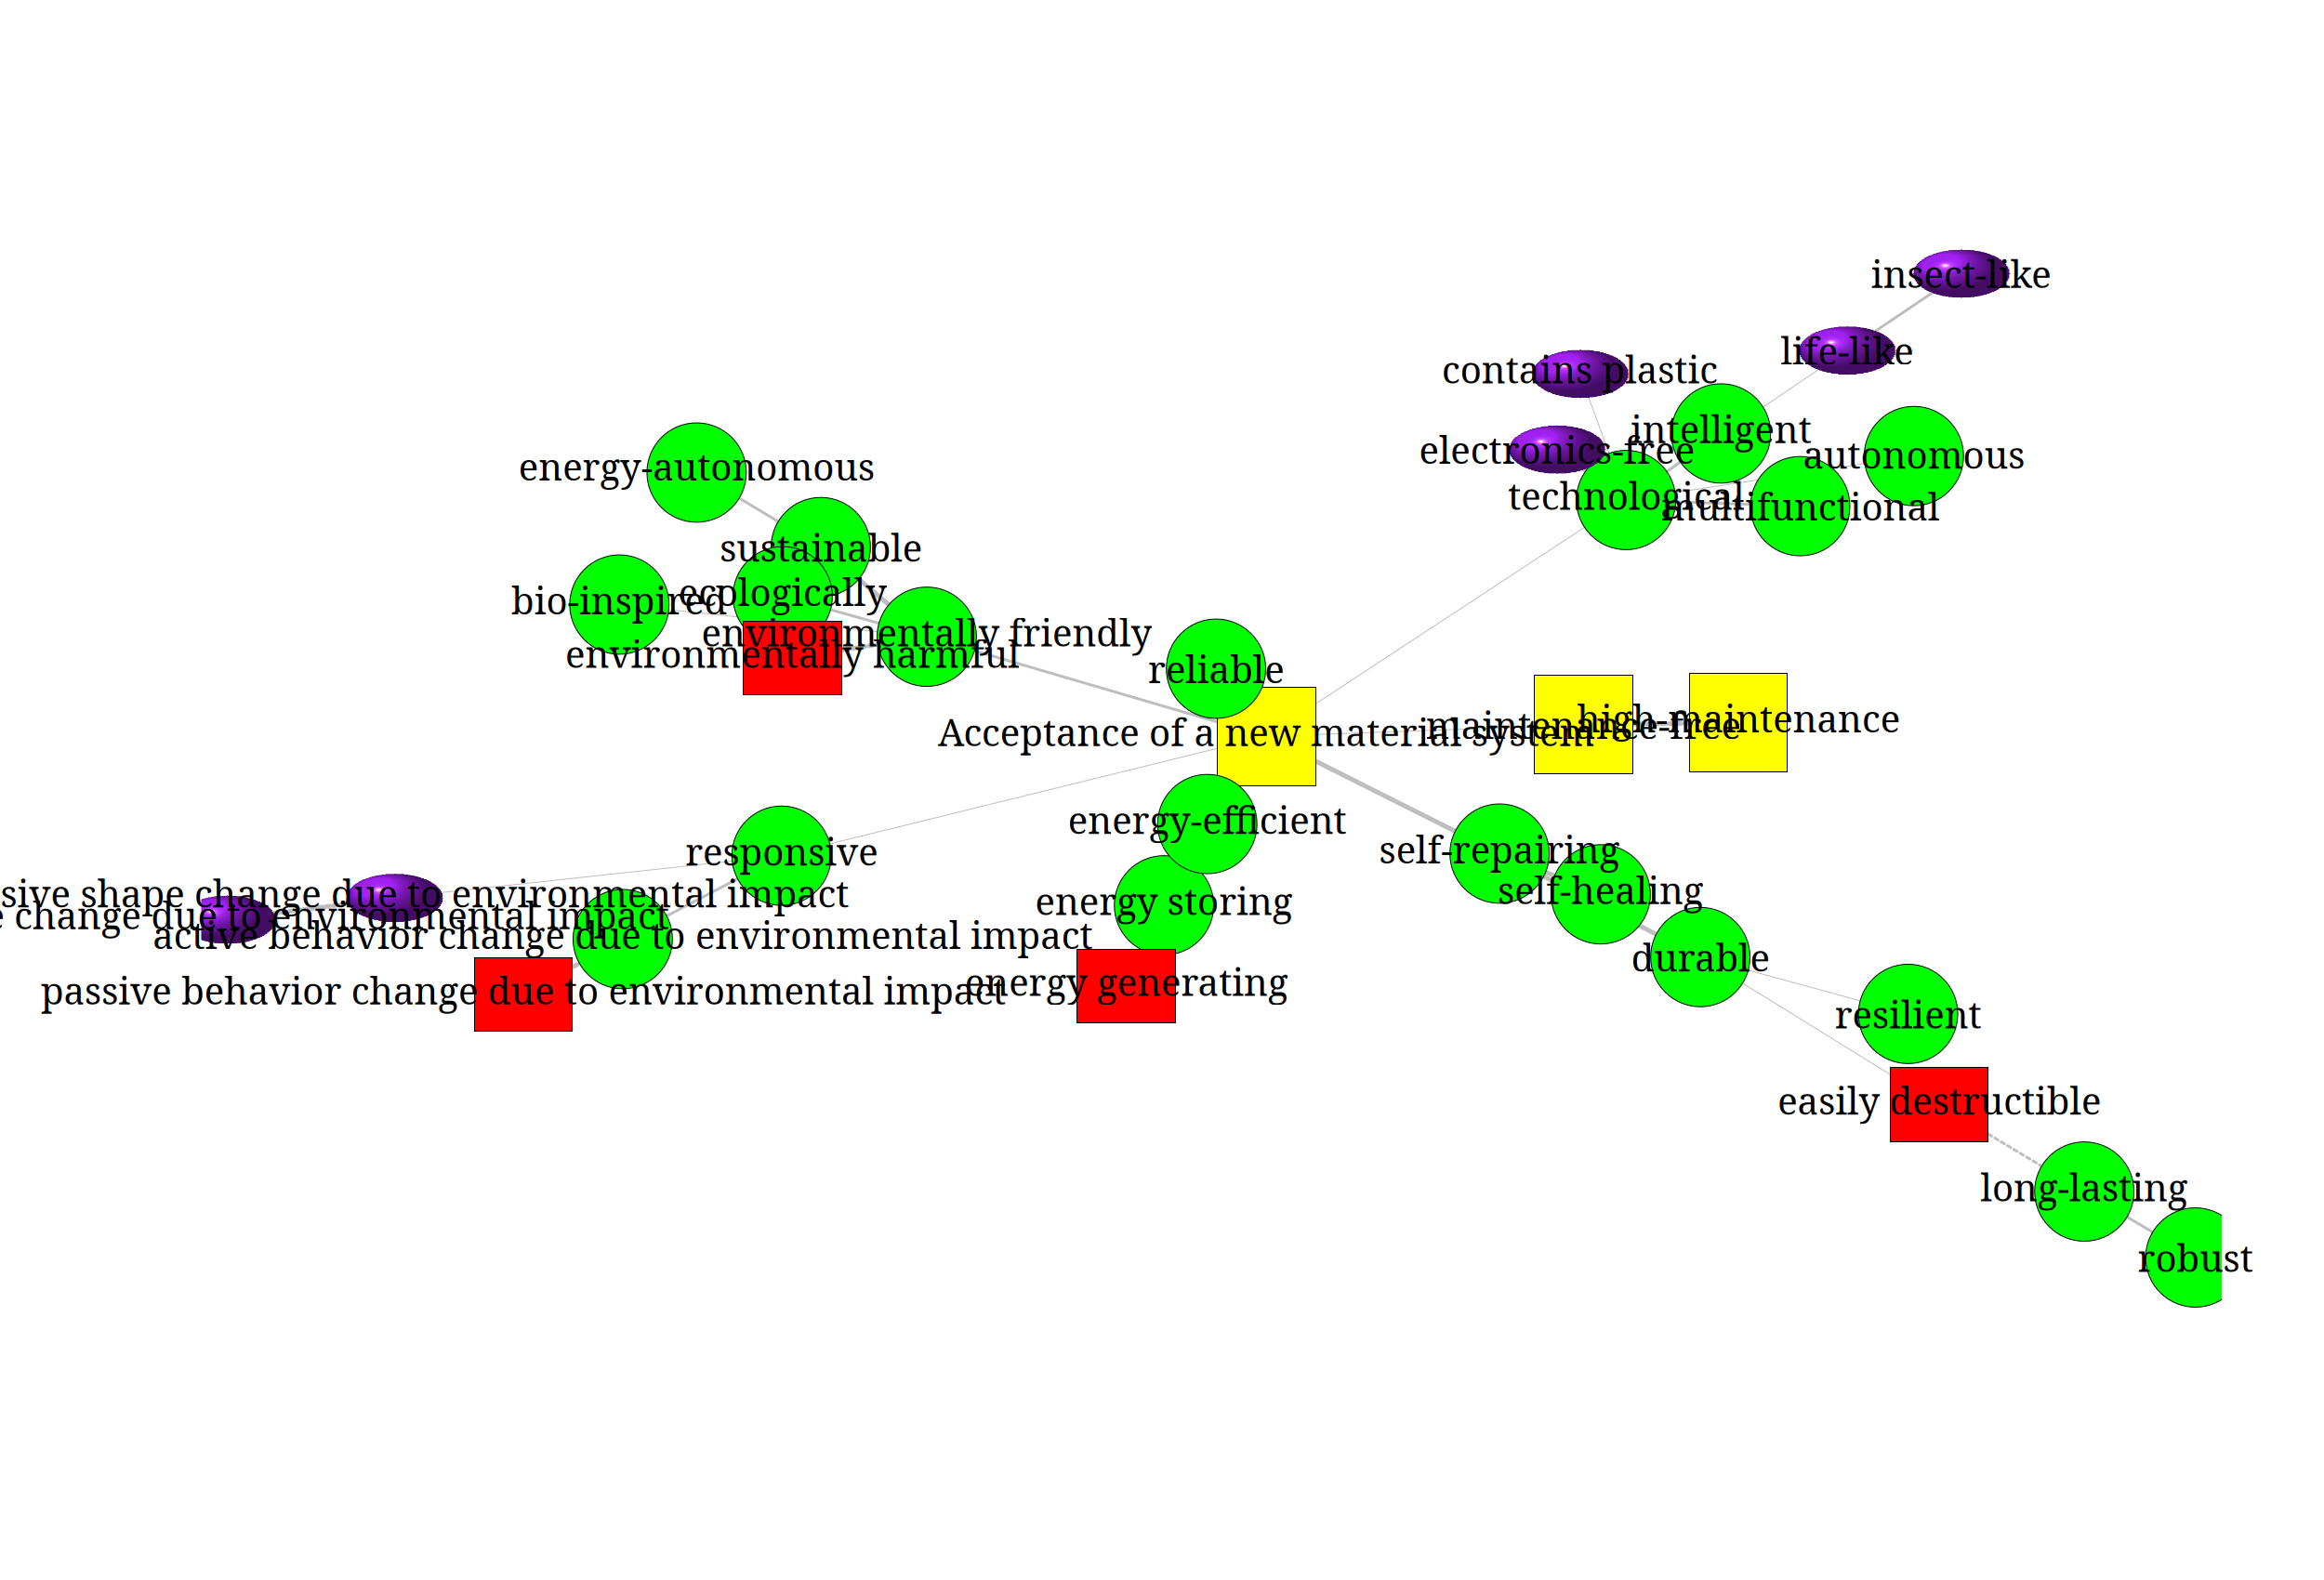 insect-like
life-like
contains plastic
intelligent
electronics-free
autonomous
energy-autonomous
technological
multifunctional
sustainable
ecologically
bio-inspired
environmentally friendly
environmentally harmful
reliable
Acceptance of a new material system
maintenance-free
high-maintenance
energy-efficient
self-repairing
responsive
self-healing
shape change due to environmental impact
energy storing
change due to environmental impact
active behavior change due to environmental impact
durable
energy generating
passive behavior change due to environmental impact
resilient
easily destructible
long-lasting
robust